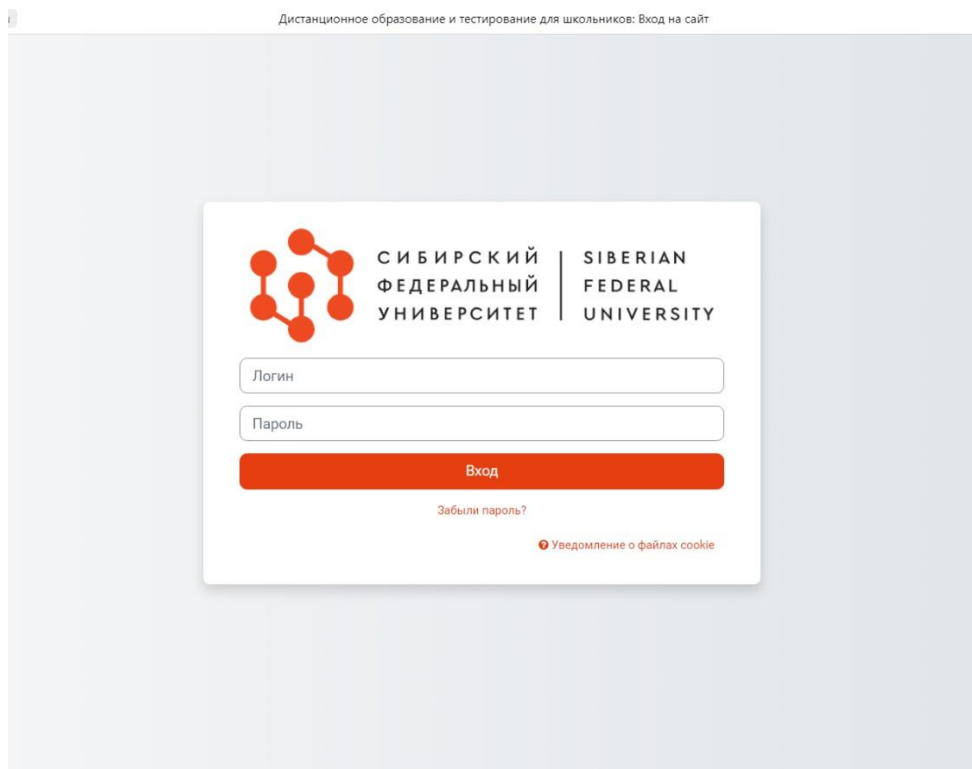 Дистанционное образование и тестирование для школьников: Вход на сайт
СИБИРСКИЙ
ФЕДЕРАЛЬНЫЙ
УНИВЕРСИТЕТ
SIBERIAN
FEDERAL
UNIVERSITY
Логин
Пароль
Вход
Забыли пароль?
Уведомление о файлах cookie